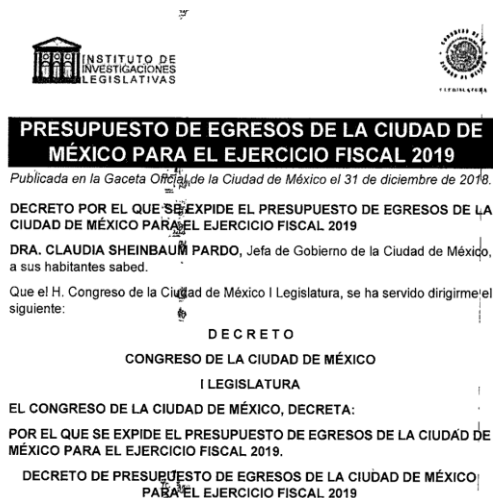 INSTITUTO DE
INVESTIGACIONES
LEGISLATIVAS
I LEGISLATURA
PRESUPUESTO DE EGRESOS DE LA CIUDAD DE
MÉXICO PARA EL EJERCICIO FISCAL 2019
Publicada en la Gaceta Oficial de la Ciudad de México el 31 de diciembre de 2018.
DECRETO POR EL QUE SE EXPIDE EL PRESUPUESTO DE EGRESOS DE LA
CIUDAD DE MÉXICO PARA EL EJERCICIO FISCAL 2019
DRA. CLAUDIA SHEINBAUM PARDO, Jefa de Gobierno de la Ciudad de México,
a sus habitantes sabed.
Que el H. Congreso de la Ciudad de México I Legislatura, se ha servido dirigirme el
siguiente:
D E C R E T O
CONGRESO DE LA CIUDAD DE MÉXICO
I LEGISLATURA
EL CONGRESO DE LA CIUDAD DE MÉXICO, DECRETA:
POR EL QUE SE EXPIDE EL PRESUPUESTO DE EGRESOS DE LA CIUDAD DE
MÉXICO PARA EL EJERCICIO FISCAL 2019.
DECRETO DE PRESUPUESTO DE EGRESOS DE LA CIUDAD DE MÉXICO
PARA EL EJERCICIO FISCAL 2019